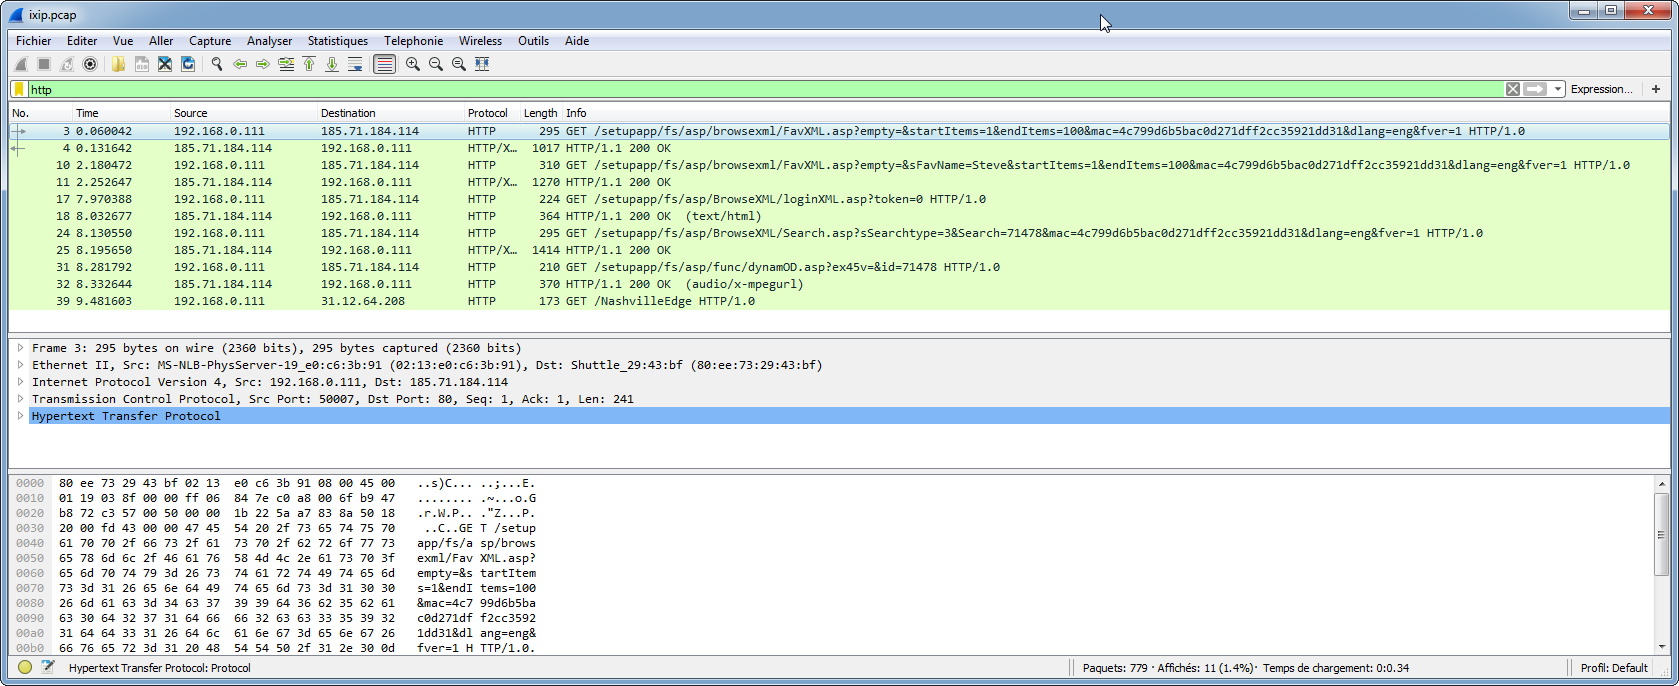 ixip.pcap
Fichier Editer Vue Aller Capture Analyser Statistiques Telephonie Wireless Outils Aide
http Expression... +
No. Time Source Destination Protocol Length Info
3 0.060042 192.168.0.111 185.71.184.114 HTTP 295 GET /setupapp/fs/asp/browsexml/FavXML.asp?empty=&startItems=1&endItems=100&mac=4c799d6b5bac0d271dff2cc35921dd31&dlang=eng&fver=1 HTTP/1.0
4 0.131642 185.71.184.114 192.168.0.111 HTTP/X… 1017 HTTP/1.1 200 OK
10 2.180472 192.168.0.111 185.71.184.114 HTTP 310 GET /setupapp/fs/asp/browsexml/FavXML.asp?empty=&sFavName=Steve&startItems=1&endItems=100&mac=4c799d6b5bac0d271dff2cc35921dd31&dlang=eng&fver=1 HTTP/1.0
11 2.252647 185.71.184.114 192.168.0.111 HTTP/X… 1270 HTTP/1.1 200 OK
17 7.970388 192.168.0.111 185.71.184.114 HTTP 224 GET /setupapp/fs/asp/BrowseXML/loginXML.asp?token=0 HTTP/1.0
18 8.032677 185.71.184.114 192.168.0.111 HTTP 364 HTTP/1.1 200 OK (text/html)
24 8.130550 192.168.0.111 185.71.184.114 HTTP 295 GET /setupapp/fs/asp/BrowseXML/Search.asp?sSearchtype=3&Search=71478&mac=4c799d6b5bac0d271dff2cc35921dd31&dlang=eng&fver=1 HTTP/1.0
25 8.195650 185.71.184.114 192.168.0.111 HTTP/X… 1414 HTTP/1.1 200 OK
31 8.281792 192.168.0.111 185.71.184.114 HTTP 210 GET /setupapp/fs/asp/func/dynamOD.asp?ex45v=&id=71478 HTTP/1.0
32 8.332644 185.71.184.114 192.168.0.111 HTTP 370 HTTP/1.1 200 OK (audio/x-mpegurl)
39 9.481603 192.168.0.111 31.12.64.208 HTTP 173 GET /NashvilleEdge HTTP/1.0
Frame 3: 295 bytes on wire (2360 bits), 295 bytes captured (2360 bits)
Ethernet II, Src: MS-NLB-PhysServer-19_e0:c6:3b:91 (02:13:e0:c6:3b:91), Dst: Shuttle_29:43:bf (80:ee:73:29:43:bf)
Internet Protocol Version 4, Src: 192.168.0.111, Dst: 185.71.184.114
Transmission Control Protocol, Src Port: 50007, Dst Port: 80, Seq: 1, Ack: 1, Len: 241
Hypertext Transfer Protocol
0000 80 ee 73 29 43 bf 02 13 e0 c6 3b 91 08 00 45 00 ..s)C... ..;...E.
0010 01 19 03 8f 00 00 ff 06 84 7e c0 a8 00 6f b9 47 ........ .~...o.G
0020 b8 72 c3 57 00 50 00 00 1b 22 5a a7 83 8a 50 18 .r.W.P.. ."Z...P.
0030 20 00 fd 43 00 00 47 45 54 20 2f 73 65 74 75 70 ..C..GE T /setup
0040 61 70 70 2f 66 73 2f 61 73 70 2f 62 72 6f 77 73 app/fs/a sp/brows
0050 65 78 6d 6c 2f 46 61 76 58 4d 4c 2e 61 73 70 3f exml/Fav XML.asp?
0060 65 6d 70 74 79 3d 26 73 74 61 72 74 49 74 65 6d empty=&s tartItem
0070 73 3d 31 26 65 6e 64 49 74 65 6d 73 3d 31 30 30 s=1&endI tems=100
0080 26 6d 61 63 3d 34 63 37 39 39 64 36 62 35 62 61 &mac=4c7 99d6b5ba
0090 63 30 64 32 37 31 64 66 66 32 63 63 33 35 39 32 c0d271df f2cc3592
00a0 31 64 64 33 31 26 64 6c 61 6e 67 3d 65 6e 67 26 1dd31&dl ang=eng&
00b0 66 76 65 72 3d 31 20 48 54 54 50 2f 31 2e 30 0d fver=1 H TTP/1.0.
Hypertext Transfer Protocol: Protocol Paquets: 779 · Affichés: 11 (1.4%) · Temps de chargement: 0:0.34 Profil: Default